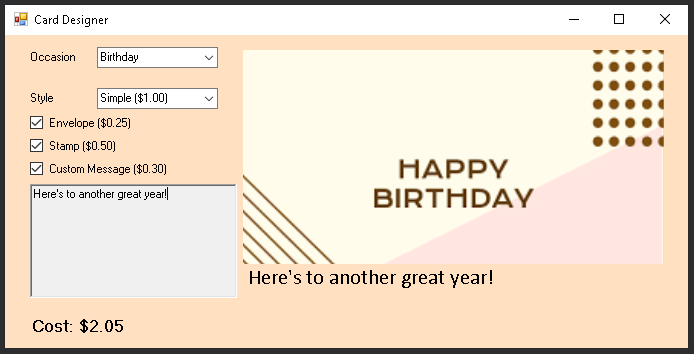 Card Designer
Occasion
Birthday
Style
Simple ($1.00)
Envelope ($0.25)
Stamp ($0.50)
Custom Message ($0.30)
Here's to another great year!
HAPPY
BIRTHDAY
Here's to another great year!
Cost: $2.05